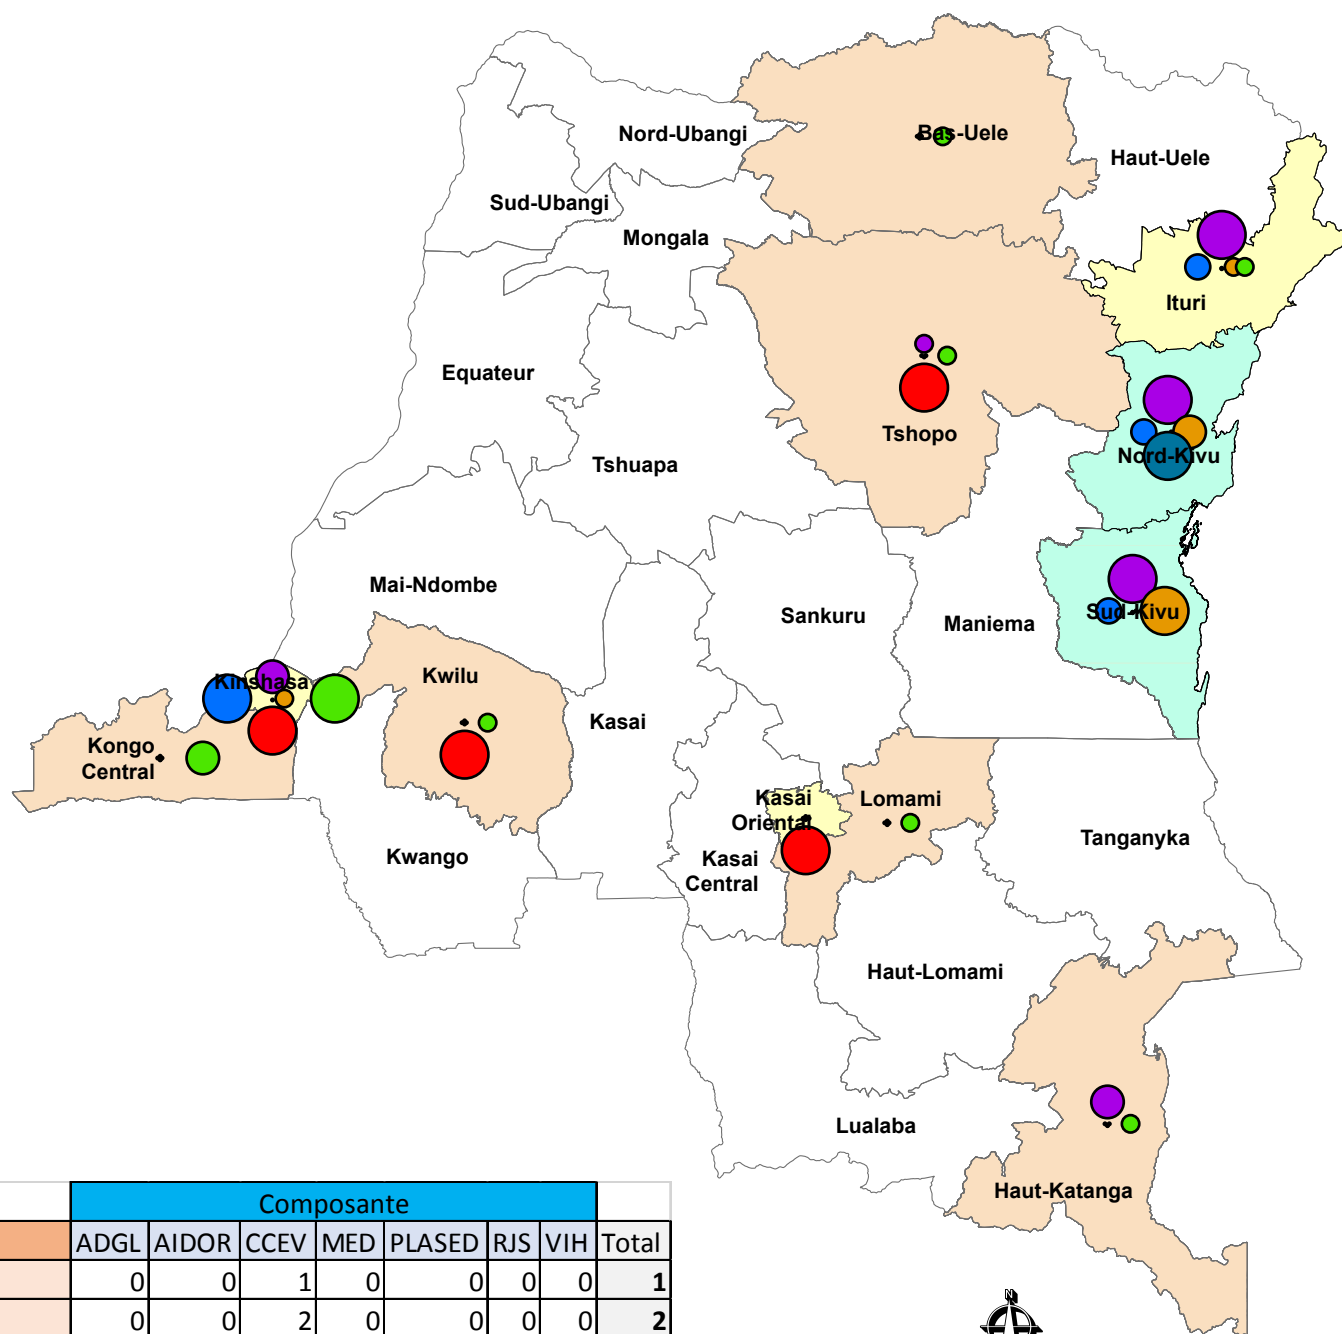 Bas-Uele
Nord-Ubangi
Haut-Uele
Sud-Ubangi
Mongala
Ituri
Equateur
Tshopo
Nord-Kivu
Tshuapa
Mai-Ndombe
Sankuru
Sud-Kivu
Maniema
Kinshasa
Kwilu
Kasai
Kongo
Central
Kasai
Oriental
Lomami
Tanganyka
Kwango
Kasai
Central
Haut-Lomami
Lualaba
Haut-Katanga
N
Composante
ADGL AIDOR CCEV MED PLASED RJS VIH Total
0 0 1 0 0 0 0 1
0 0 2 0 0 0 0 2